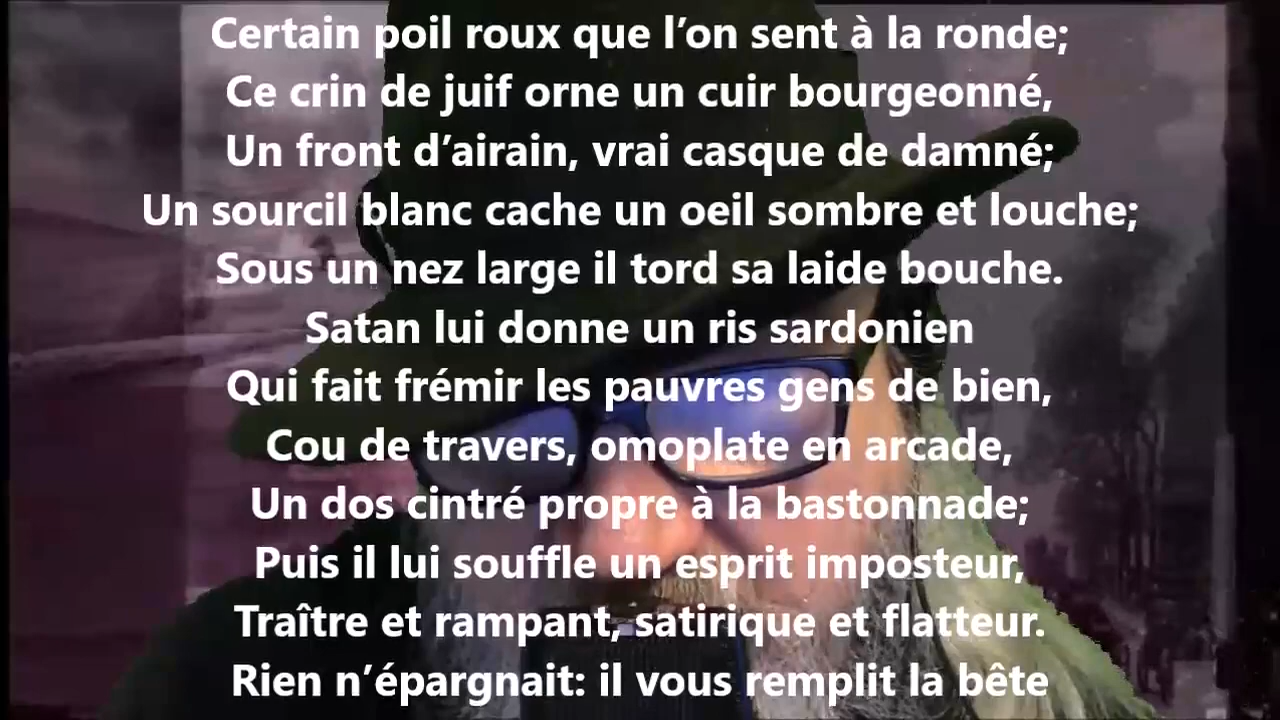 Certain poil roux que l’on sent à la ronde;
Ce crin de juif orne un cuir bourgeonné,
Un front d’airain, vrai casque de damné;
Un sourcil blanc cache un oeil sombre et louche;
Sous un nez large il tord sa laide bouche.
Satan lui donne un ris sardonien
Qui fait frémir les pauvres gens de bien,
Cou de travers, omoplate en arcade,
Un dos cintré propre à la bastonnade;
Puis il lui souffle un esprit imposteur,
Traître et rampant, satirique et flatteur.
Rien n’épargnait: il vous remplit la bête